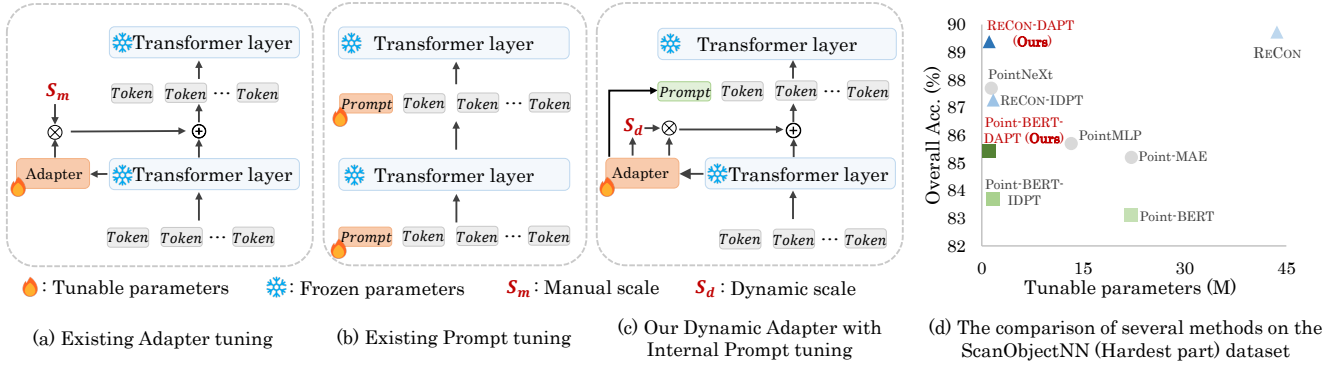 Transformer layer
S_m
Token Token ⋯ Token
Adapter
Transformer layer
Token Token ⋯ Token
Transformer layer
Prompt Token Token ⋯ Token
Transformer layer
Prompt Token Token ⋯ Token
Transformer layer
Prompt Token Token ⋯ Token
S_d
Adapter
Transformer layer
Token Token ⋯ Token
: Tunable parameters
: Frozen parameters
S_m : Manual scale
S_d : Dynamic scale
(a) Existing Adapter tuning
(b) Existing Prompt tuning
(c) Our Dynamic Adapter with
Internal Prompt tuning
Overall Acc. (%)
90
89
88
87
86
85
84
83
82
RECON-DAPT
(Ours)
RECON
PointNeXt
RECON-IDPT
Point-BERT-
DAPT (Ours)
PointMLP
Point-MAE
Point-BERT-
IDPT
Point-BERT
0 15 30 45
Tunable parameters (M)
(d) The comparison of several methods on the
ScanObjectNN (Hardest part) dataset